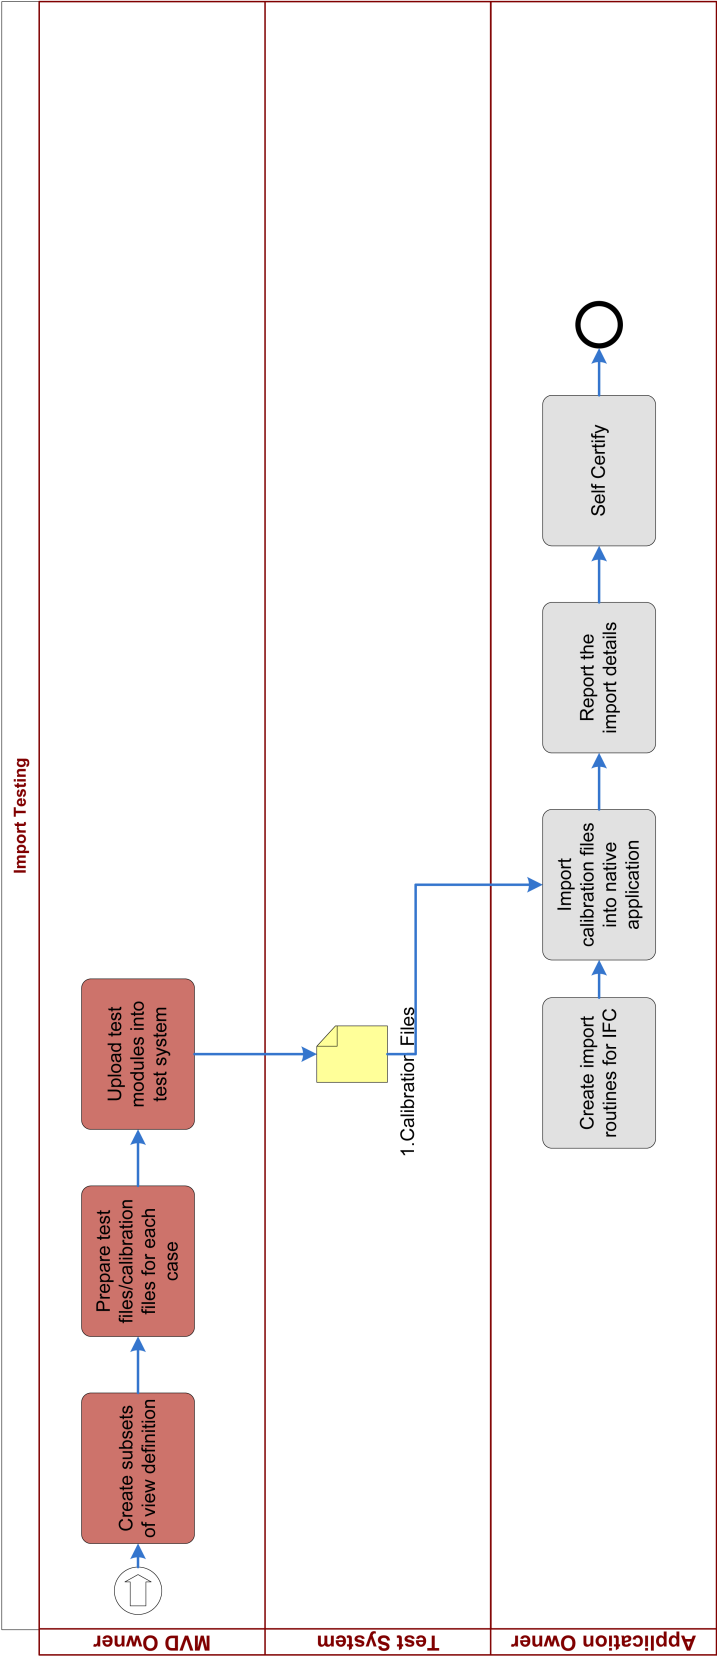 Import Testing
MVD Owner
Create subsets
of view definition
Prepare test
files/calibration
files for each
case
Upload test
modules into
test system
Test System
1.Calibration Files
Application Owner
Create import
routines for IFC
Import
calibration files
into native
application
Report the
import details
Self Certify